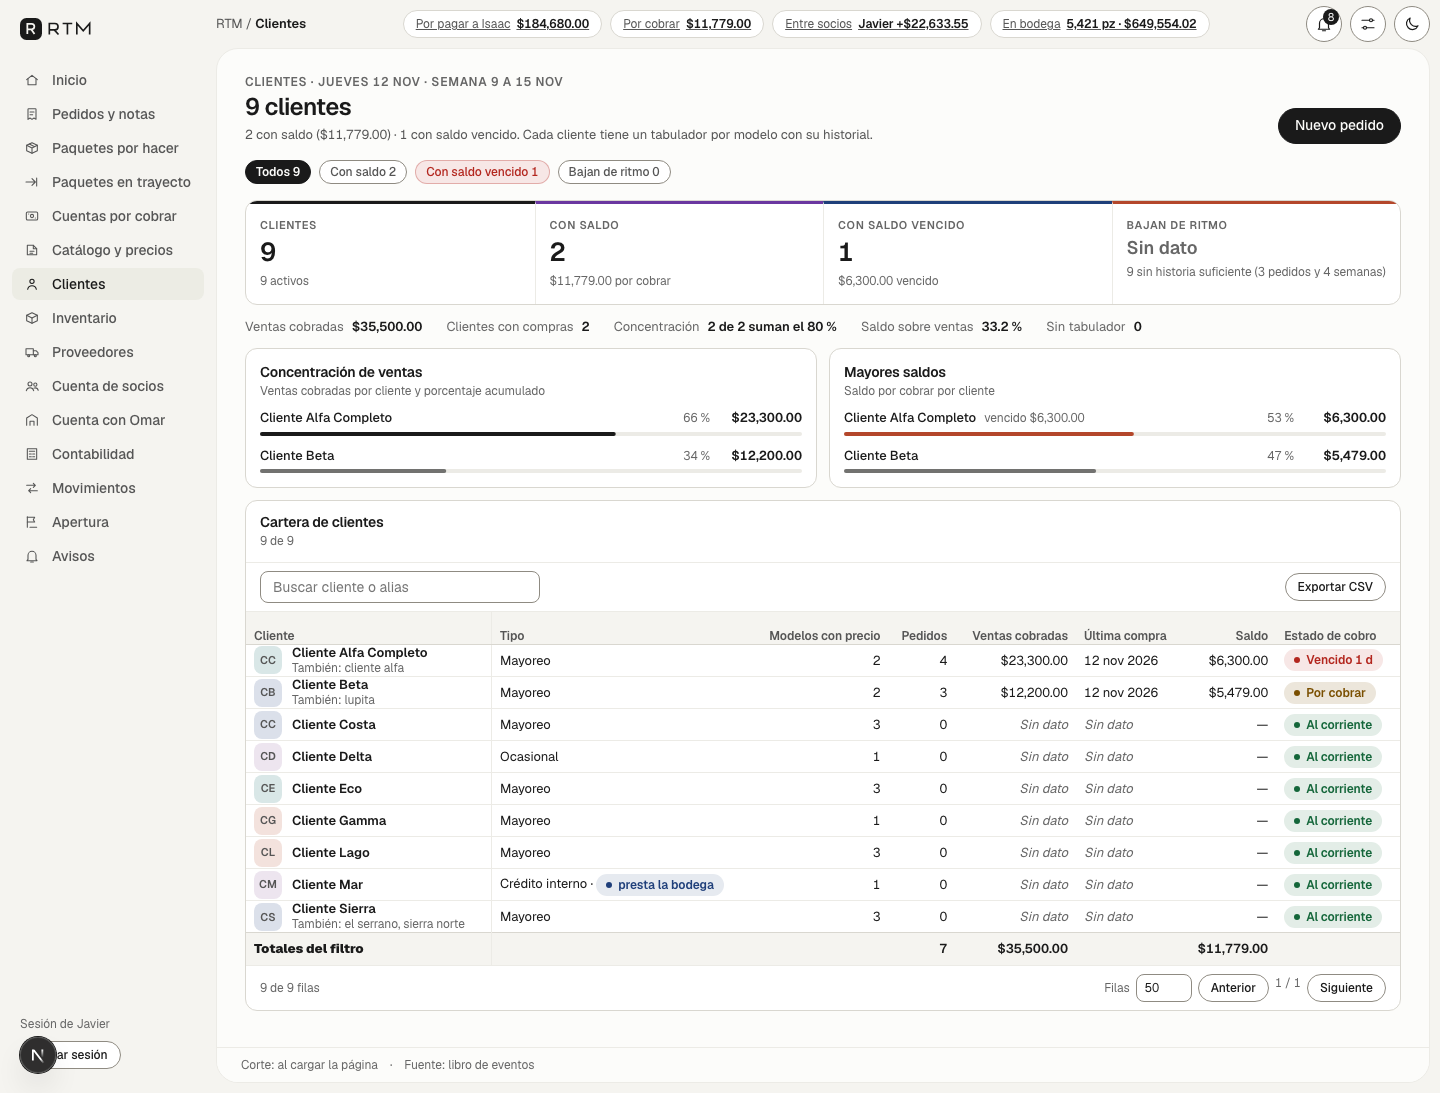 R RTM
RTM / Clientes
Por pagar a Isaac $184,680.00
Por cobrar $11,779.00
Entre socios Javier +$22,633.55
En bodega 5,421 pz · $649,554.02
8
Inicio
Pedidos y notas
Paquetes por hacer
Paquetes en trayecto
Cuentas por cobrar
Catálogo y precios
Clientes
Inventario
Proveedores
Cuenta de socios
Cuenta con Omar
Contabilidad
Movimientos
Apertura
Avisos
Sesión de Javier
N
ar sesión
CLIENTES · JUEVES 12 NOV · SEMANA 9 A 15 NOV
9 clientes
2 con saldo ($11,779.00) · 1 con saldo vencido. Cada cliente tiene un tabulador por modelo con su historial.
Nuevo pedido
Todos 9
Con saldo 2
Con saldo vencido 1
Bajan de ritmo 0
CLIENTES
9
9 activos
CON SALDO
2
$11,779.00 por cobrar
CON SALDO VENCIDO
1
$6,300.00 vencido
BAJAN DE RITMO
Sin dato
9 sin historia suficiente (3 pedidos y 4 semanas)
Ventas cobradas $35,500.00
Clientes con compras 2
Concentración 2 de 2 suman el 80 %
Saldo sobre ventas 33.2 %
Sin tabulador 0
Concentración de ventas
Ventas cobradas por cliente y porcentaje acumulado
Cliente Alfa Completo 66 % $23,300.00
Cliente Beta 34 % $12,200.00
Mayores saldos
Saldo por cobrar por cliente
Cliente Alfa Completo vencido $6,300.00 53 % $6,300.00
Cliente Beta 47 % $5,479.00
Cartera de clientes
9 de 9
Buscar cliente o alias
Exportar CSV
Cliente Tipo Modelos con precio Pedidos Ventas cobradas Última compra Saldo Estado de cobro
CC Cliente Alfa Completo Mayoreo 2 4 $23,300.00 12 nov 2026 $6,300.00 Vencido 1 d
También: cliente alfa
CB Cliente Beta Mayoreo 2 3 $12,200.00 12 nov 2026 $5,479.00 Por cobrar
También: lupita
CC Cliente Costa Mayoreo 3 0 Sin dato Sin dato — Al corriente
CD Cliente Delta Ocasional 1 0 Sin dato Sin dato — Al corriente
CE Cliente Eco Mayoreo 3 0 Sin dato Sin dato — Al corriente
CG Cliente Gamma Mayoreo 1 0 Sin dato Sin dato — Al corriente
CL Cliente Lago Mayoreo 3 0 Sin dato Sin dato — Al corriente
CM Cliente Mar Crédito interno · presta la bodega 1 0 Sin dato Sin dato — Al corriente
CS Cliente Sierra Mayoreo 3 0 Sin dato Sin dato — Al corriente
También: el serrano, sierra norte
Totales del filtro 7 $35,500.00 $11,779.00
9 de 9 filas
Filas 50 Anterior 1 / 1 Siguiente
Corte: al cargar la página · Fuente: libro de eventos